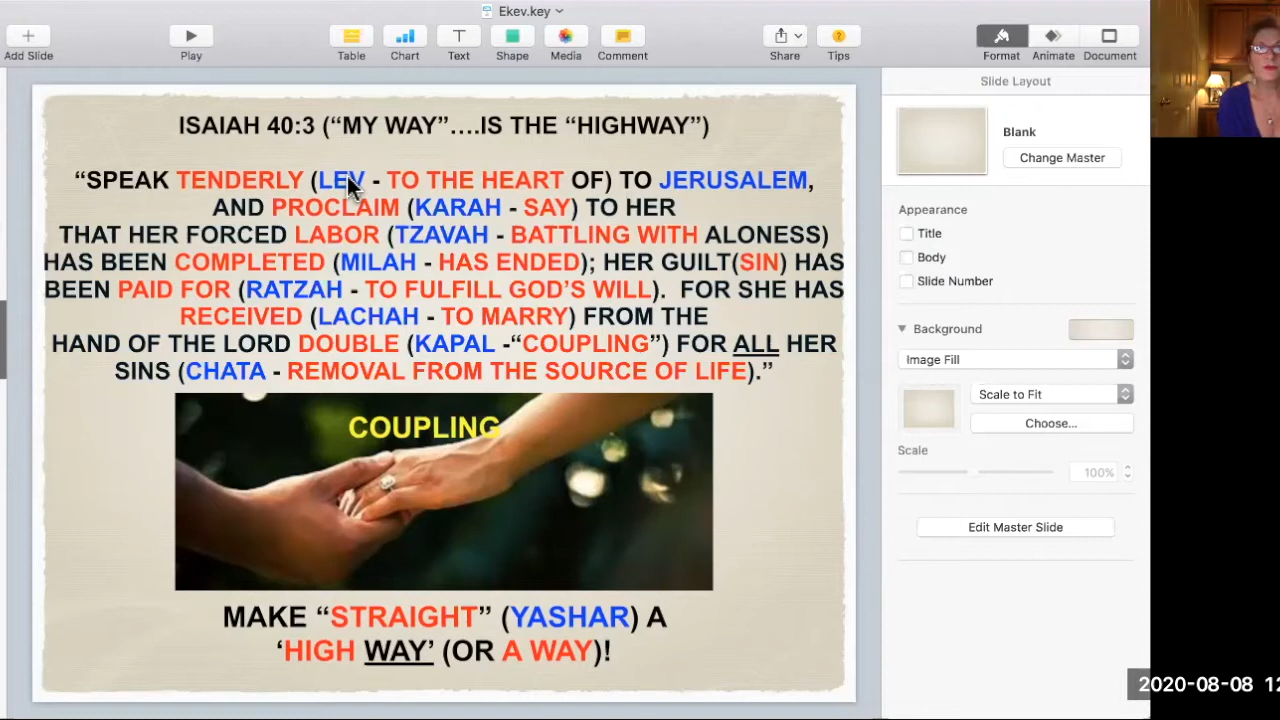 Ekev.key
Add Slide
Play
Table
Chart
Text
Shape
Media
Comment
Share
Tips
Format
Animate
Document
ISAIAH 40:3 (“MY WAY”….IS THE “HIGHWAY”)
“SPEAK TENDERLY (LEV - TO THE HEART OF) TO JERUSALEM,
AND PROCLAIM (KARAH - SAY) TO HER
THAT HER FORCED LABOR (TZAVAH - BATTLING WITH ALONESS)
HAS BEEN COMPLETED (MILAH - HAS ENDED); HER GUILT(SIN) HAS
BEEN PAID FOR (RATZAH - TO FULFILL GOD’S WILL).  FOR SHE HAS
RECEIVED (LACHAH - TO MARRY) FROM THE
HAND OF THE LORD DOUBLE (KAPAL -“COUPLING”) FOR ALL HER
SINS (CHATA - REMOVAL FROM THE SOURCE OF LIFE).”
COUPLING
MAKE “STRAIGHT” (YASHAR) A
‘HIGH WAY’ (OR A WAY)!
Slide Layout
Blank
Change Master
Appearance
Title
Body
Slide Number
Background
Image Fill
Scale to Fit
Choose...
Scale
100%
Edit Master Slide
2020-08-08 12